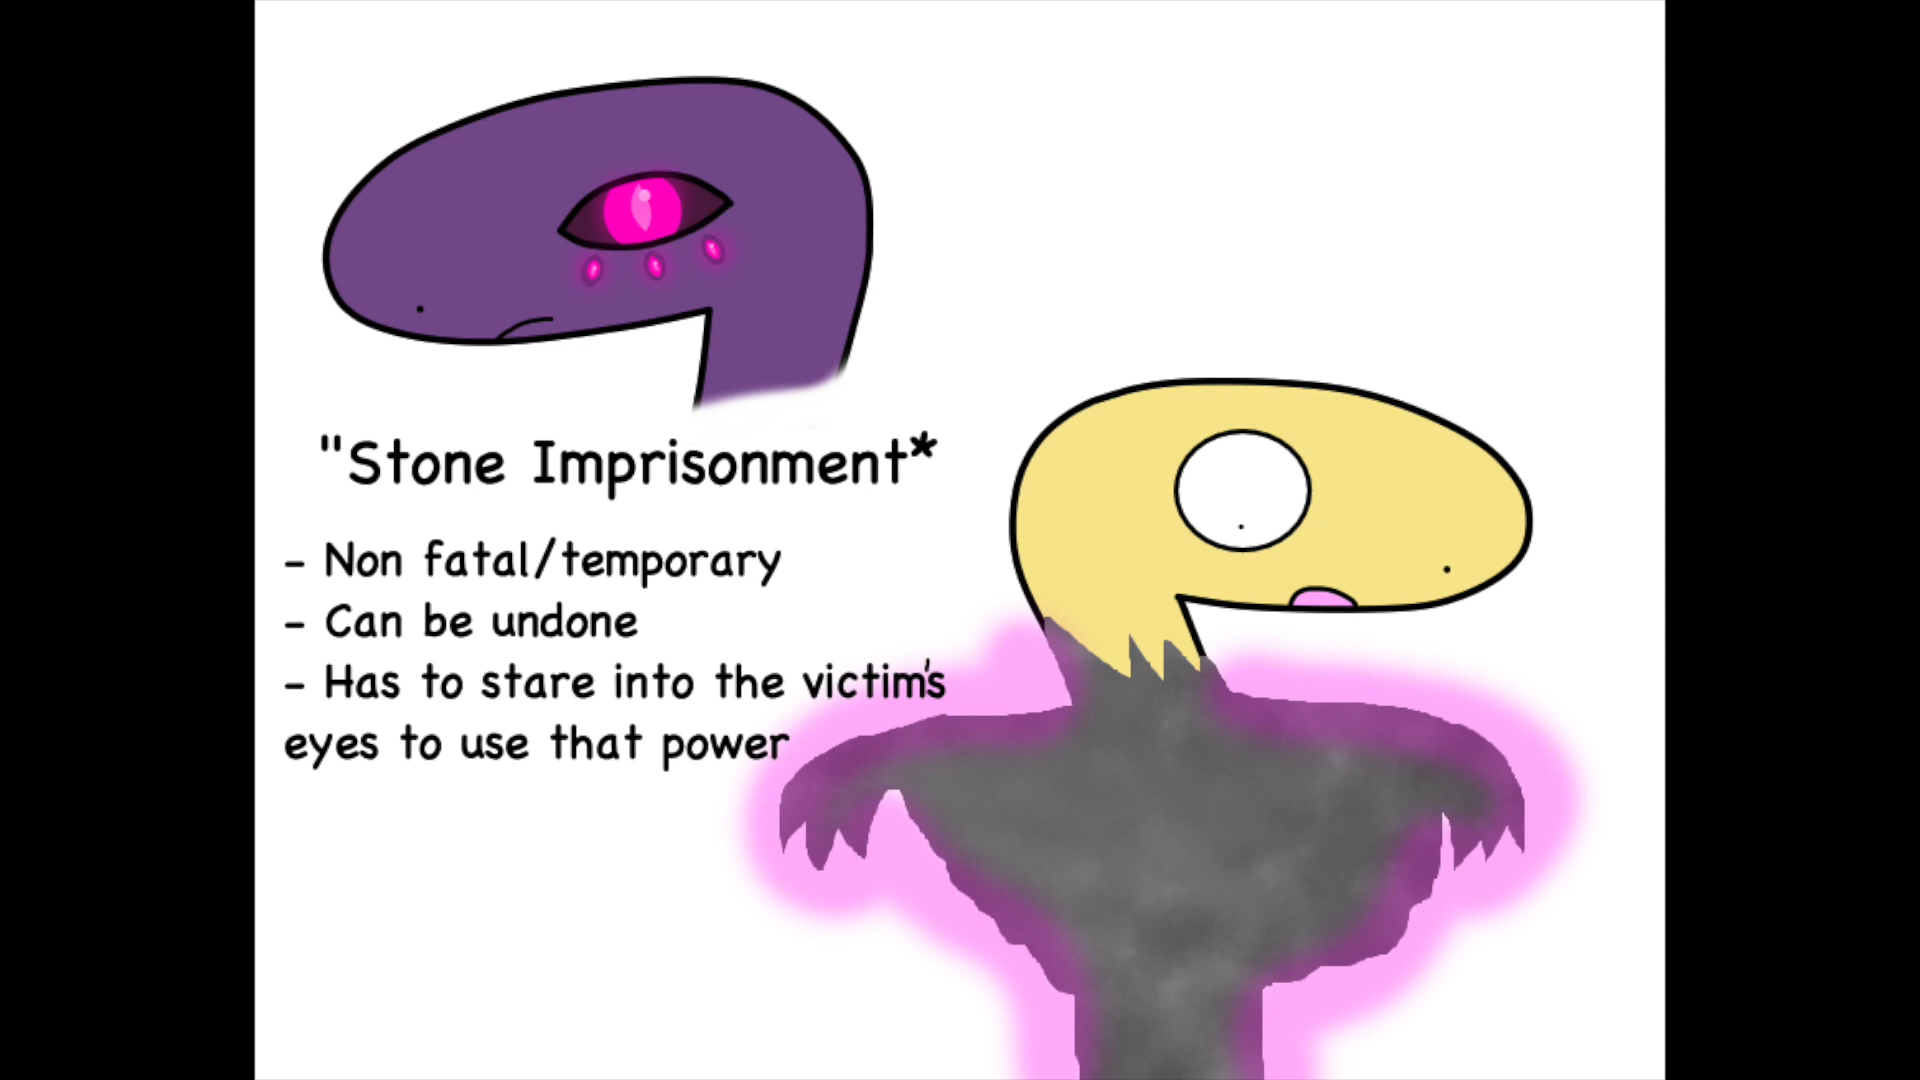 "Stone Imprisonment*
- Non fatal/temporary
- Can be undone
- Has to stare into the victim's
eyes to use that power